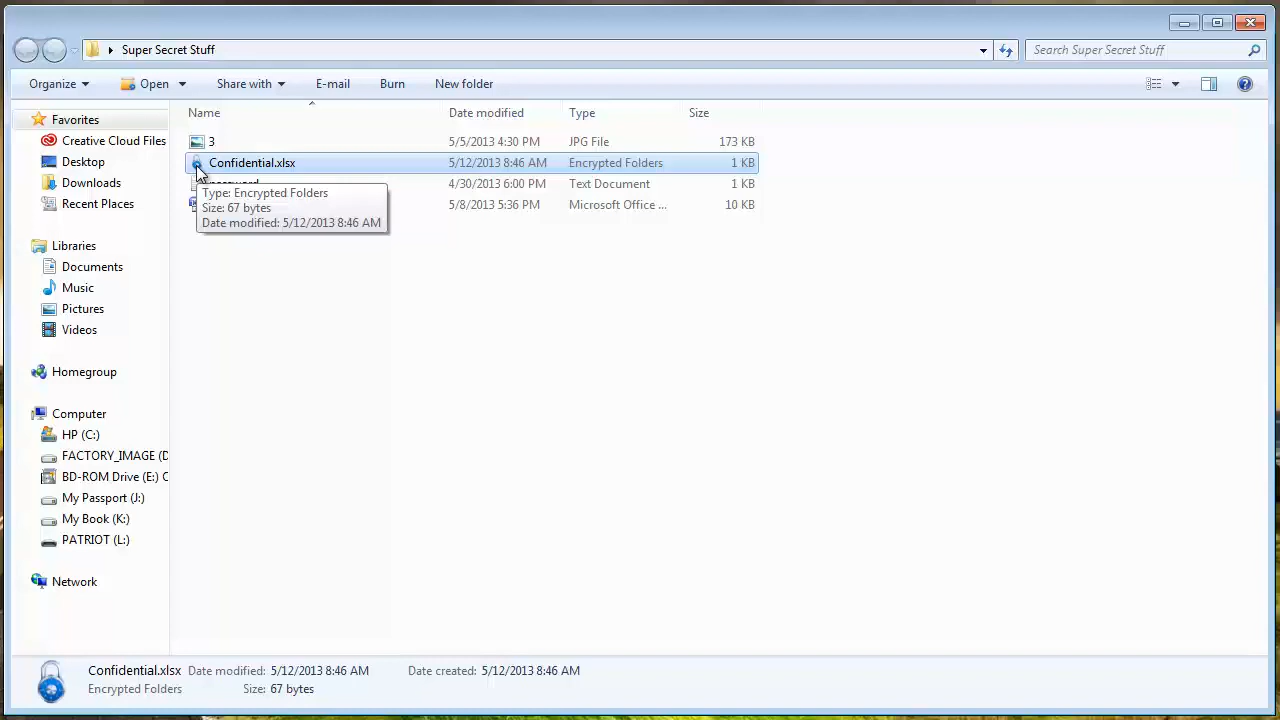 Super Secret Stuff
Search Super Secret Stuff
Organize Open Share with E-mail Burn New folder
Name Date modified Type Size
Favorites
Creative Cloud Files
Desktop
Downloads
Recent Places
Libraries
Documents
Music
Pictures
Videos
Homegroup
Computer
HP (C:)
FACTORY_IMAGE (D
BD-ROM Drive (E:) C
My Passport (J:)
My Book (K:)
PATRIOT (L:)
Network
3 5/5/2013 4:30 PM JPG File 173 KB
Confidential.xlsx 5/12/2013 8:46 AM Encrypted Folders 1 KB
4/30/2013 6:00 PM Text Document 1 KB
5/8/2013 5:36 PM Microsoft Office ... 10 KB
Type: Encrypted Folders
Size: 67 bytes
Date modified: 5/12/2013 8:46 AM
Confidential.xlsx Date modified: 5/12/2013 8:46 AM Date created: 5/12/2013 8:46 AM
Encrypted Folders Size: 67 bytes